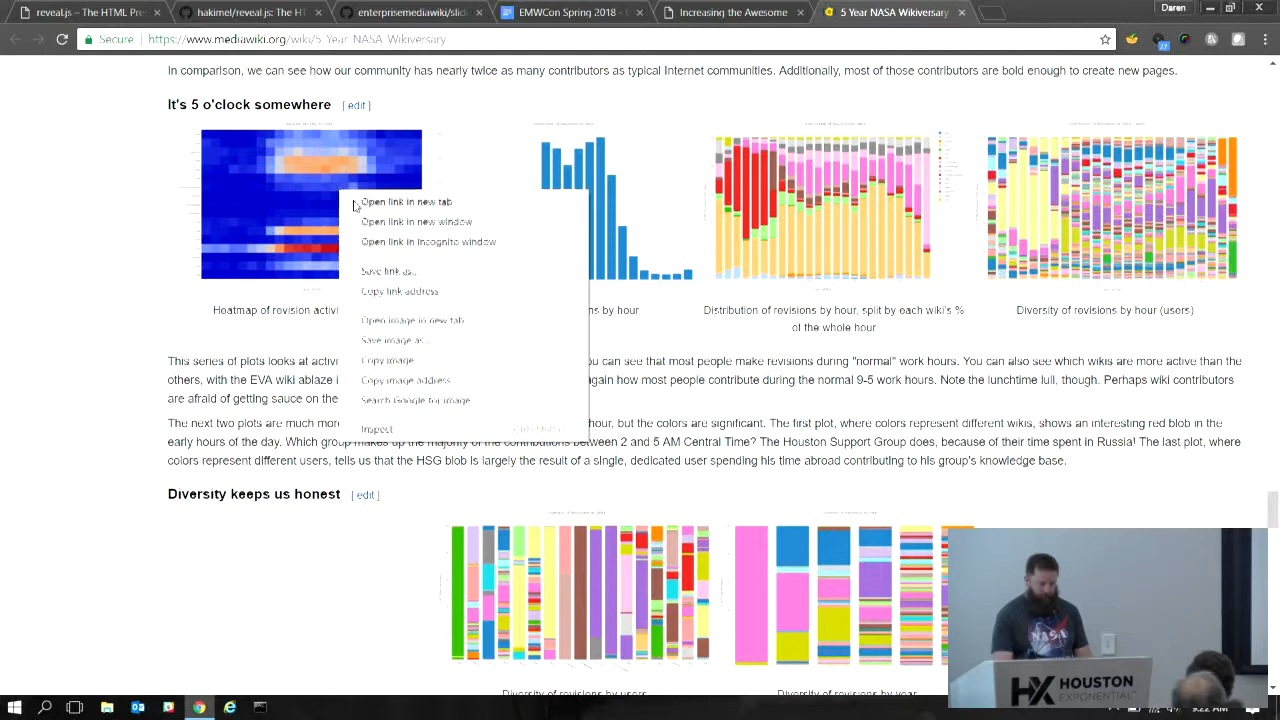 reveal.js – The HTML Pres
hakimel/reveal.js: The HT
enterprisemediawiki/slide
EMWCon Spring 2018 -
Increasing the Awesome
5 Year NASA Wikiversary
Daren
Secure
https://www.mediawiki.org/wiki/5_Year_NASA_Wikiversary
In comparison, we can see how our community has nearly twice as many contributors as typical Internet communities. Additionally, most of those contributors are bold enough to create new pages.
It's 5 o'clock somewhere [ edit ]
Open link in new tab
Open link in new window
Open link in incognito window
Save link as...
Copy link address
Open image in new tab
Save image as...
Copy image
Copy image address
Search Google for image
Inspect
Heatmap of revision activi
ns by hour
Distribution of revisions by hour, split by each wiki's %
of the whole hour
Diversity of revisions by hour (users)
This series of plots looks at activi
ou can see that most people make revisions during "normal" work hours. You can also see which wikis are more active than the
others, with the EVA wiki ablaze i
gain how most people contribute during the normal 9-5 work hours. Note the lunchtime lull, though. Perhaps wiki contributors
are afraid of getting sauce on the
The next two plots are much mor
hour, but the colors are significant. The first plot, where colors represent different wikis, shows an interesting red blob in the
early hours of the day. Which group makes up the majority of the contributions between 2 and 5 AM Central Time? The Houston Support Group does, because of their time spent in Russia! The last plot, where
colors represent different users, tells us that the HSG blob is largely the result of a single, dedicated user spending his time abroad contributing to his group's knowledge base.
Diversity keeps us honest [ edit ]
Diversity of revisions by users
Diversity of revisions by year
NASA
HX HOUSTON
EXPONENTIAL
9:22 AM